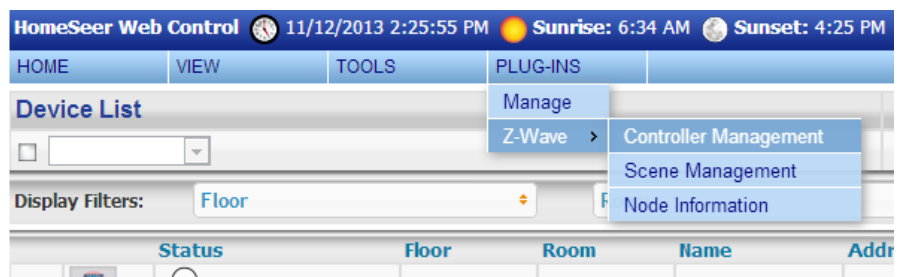 HomeSeer Web Control 11/12/2013 2:25:55 PM Sunrise: 6:34 AM Sunset: 4:25 PM
HOME VIEW TOOLS PLUG-INS
Device List
Manage
Z-Wave > Controller Management
Scene Management
Display Filters: Floor
Node Information
Status Floor Room Name